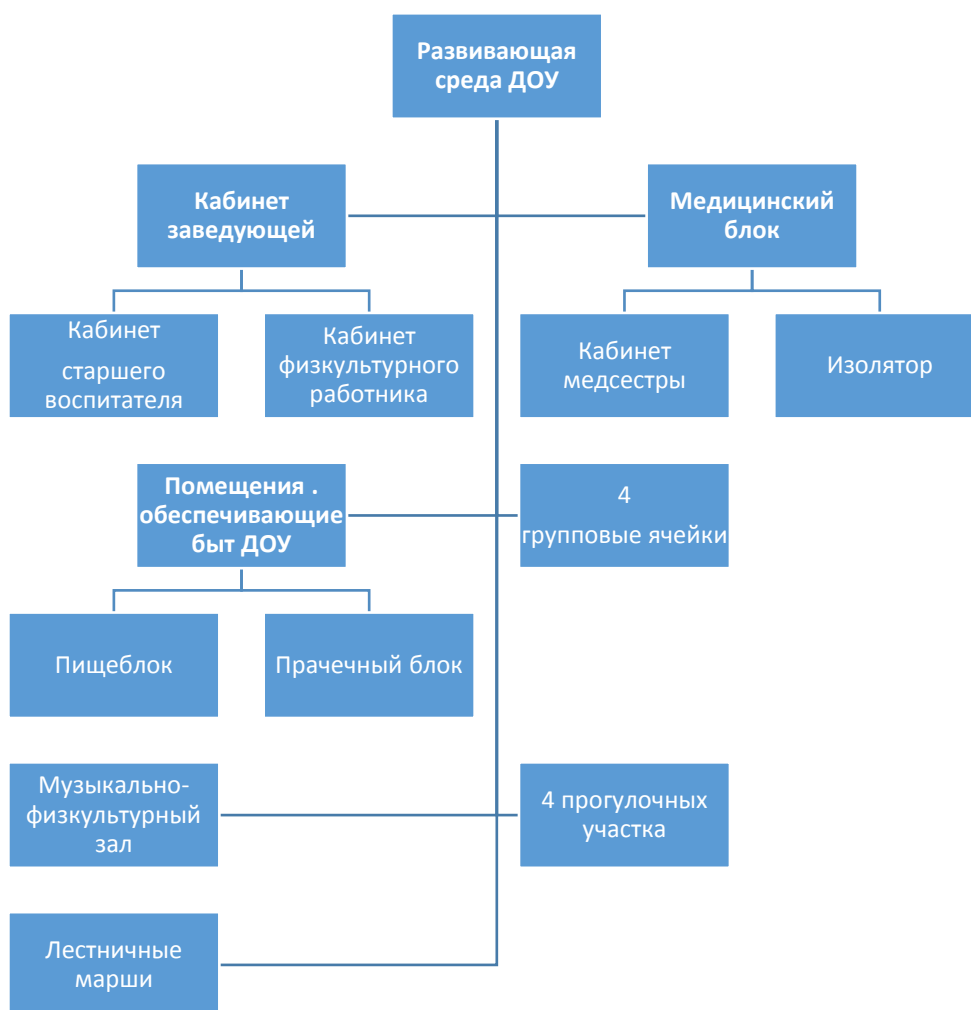 Развивающая
среда ДОУ
Кабинет
заведующей
Медицинский
блок
Кабинет
старшего
воспитателя
Кабинет
физкультурного
работника
Кабинет
медсестры
Изолятор
Помещения .
обеспечивающие
быт ДОУ
4
групповые ячейки
Пищеблок
Прачечный блок
Музыкально-
физкультурный
зал
4 прогулочных
участка
Лестничные
марши